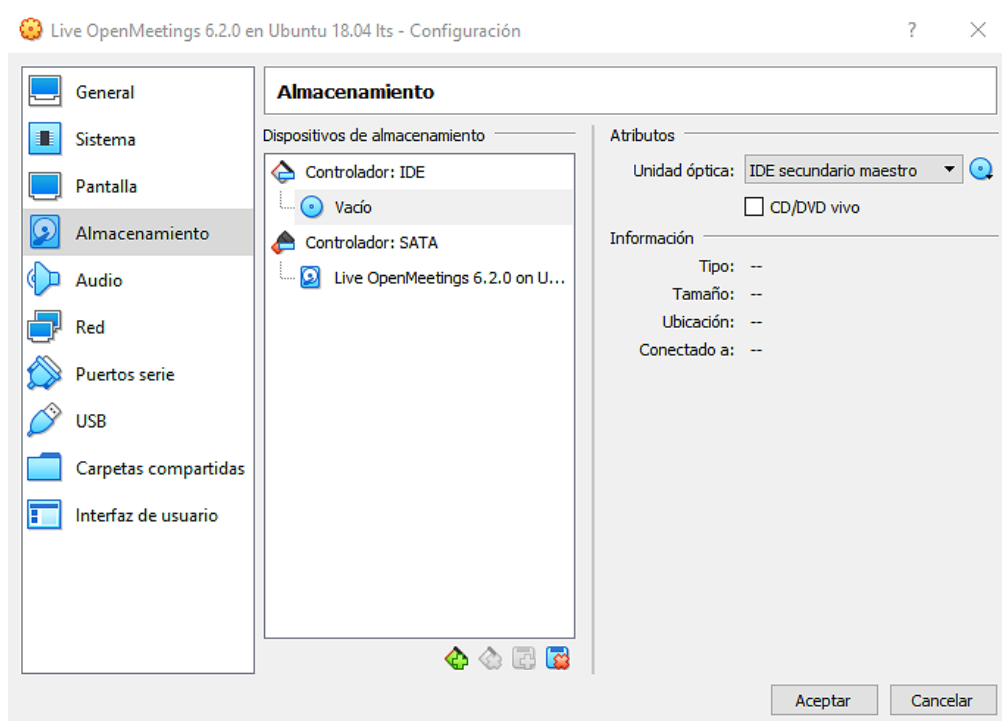 Live OpenMeetings 6.2.0 en Ubuntu 18.04 lts - Configuración
?
General
Sistema
Pantalla
Almacenamiento
Audio
Red
Puertos serie
USB
Carpetas compartidas
Interfaz de usuario
Almacenamiento
Dispositivos de almacenamiento
Controlador: IDE
Vacío
Controlador: SATA
Live OpenMeetings 6.2.0 on U...
Atributos
Unidad óptica: IDE secundario maestro
CD/DVD vivo
Información
Tipo: --
Tamaño: --
Ubicación: --
Conectado a: --
Aceptar Cancelar